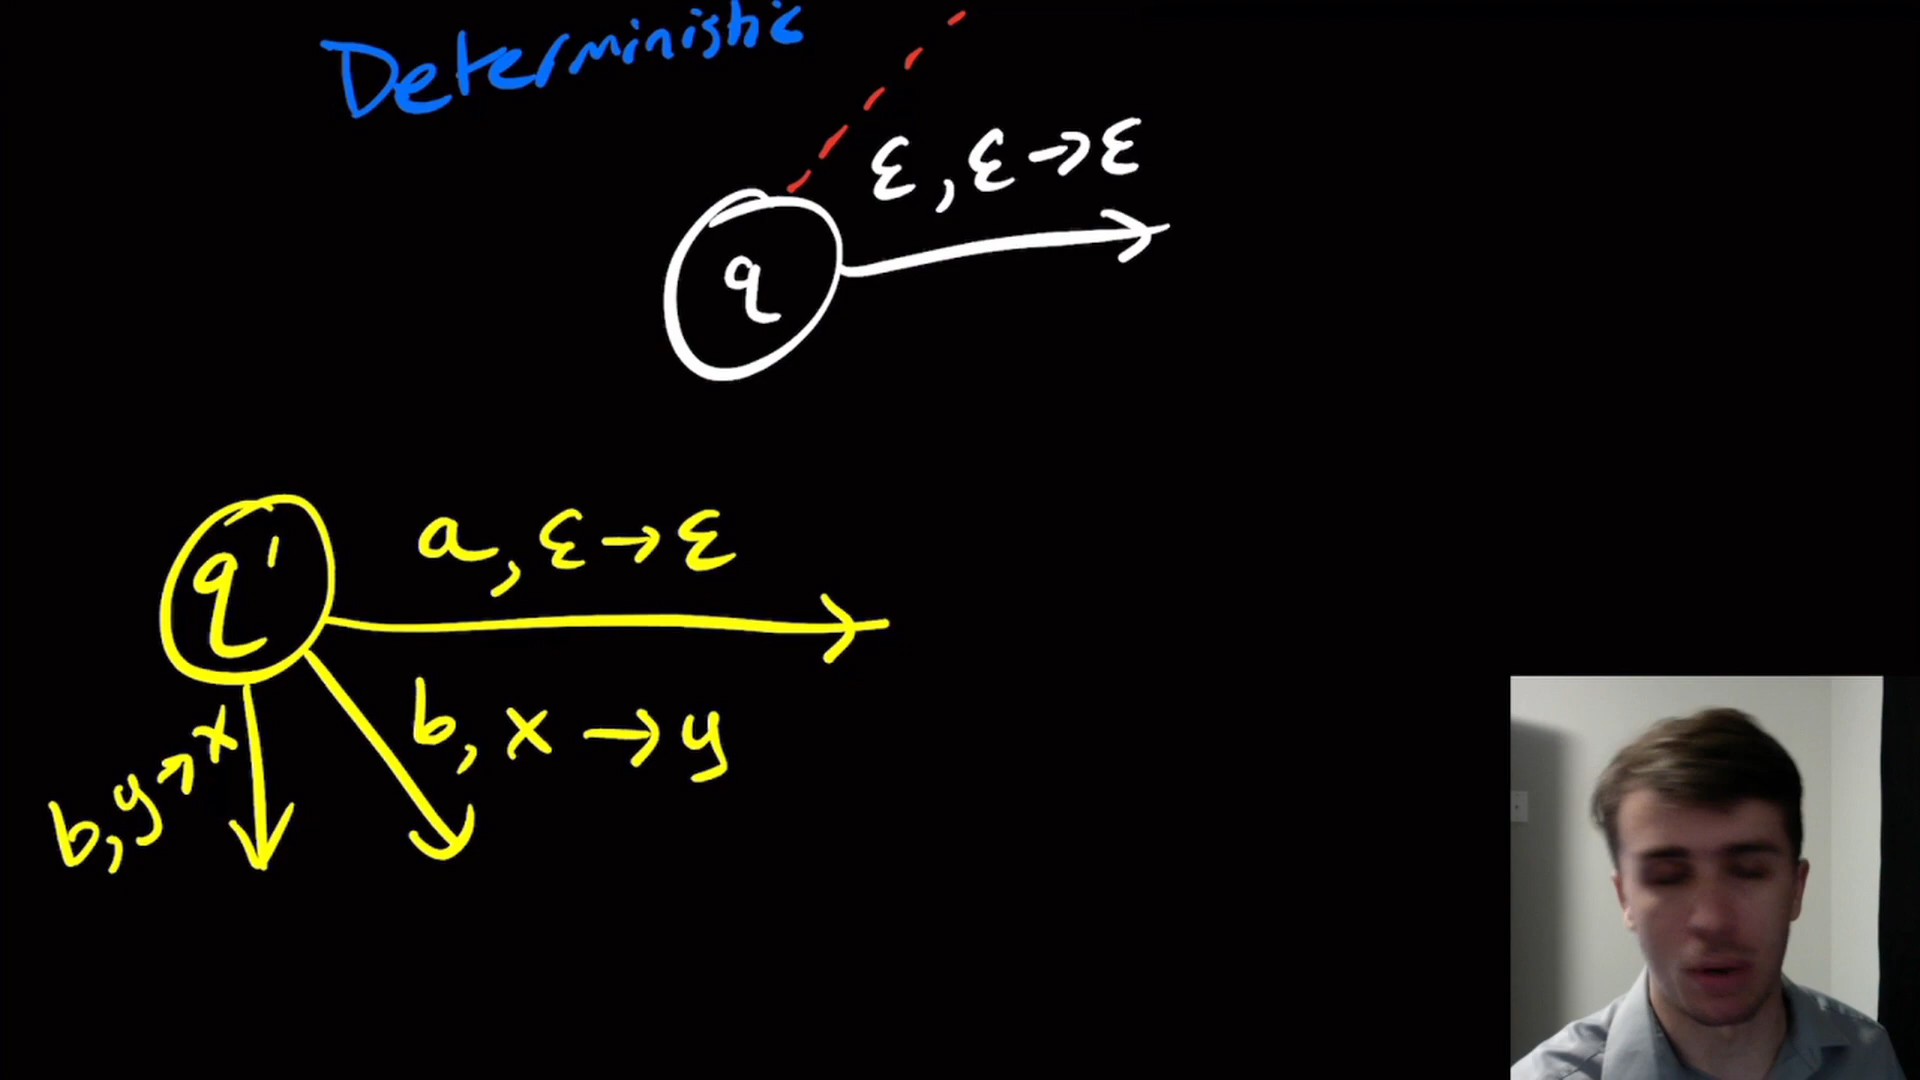 Deterministic
ε, ε → ε
q
q'
a, ε → ε
b, x → y
b, y → x